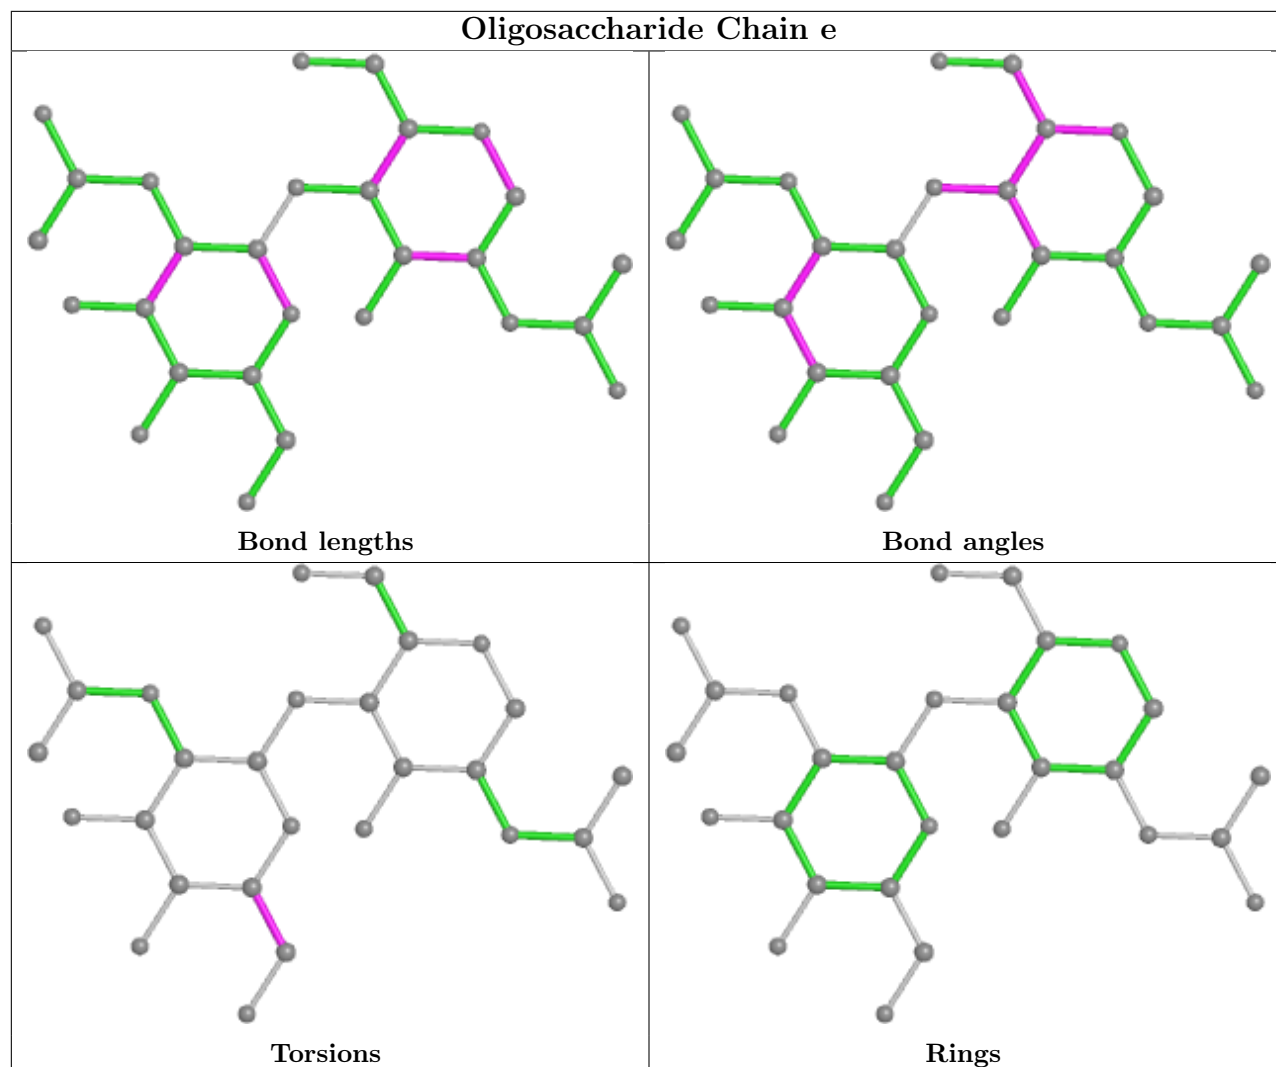 Oligosaccharide Chain e
Bond lengths
Bond angles
Torsions
Rings